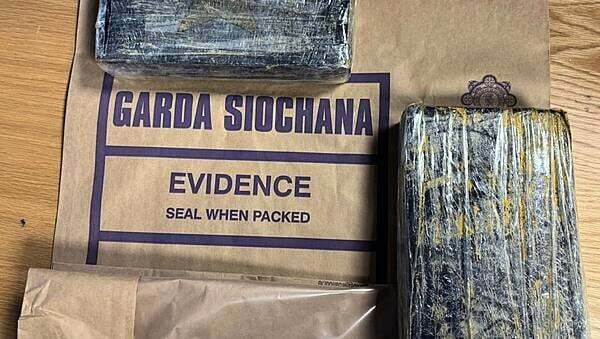 GARDA SIOCHANA
EVIDENCE
SEAL WHEN PACKED